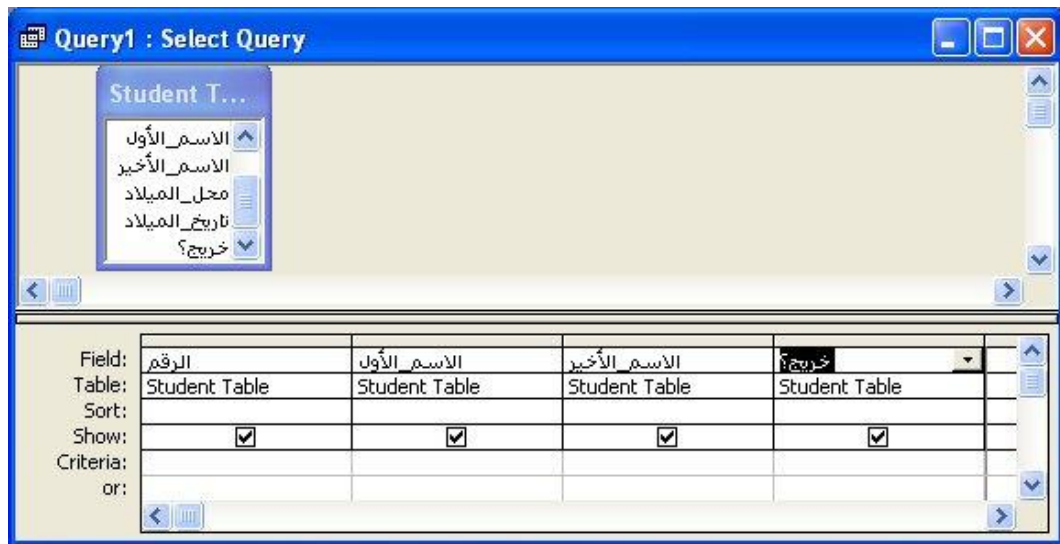 Query1 : Select Query
Student T...
الاسم_الأول
الاسم_الأخير
محل_الميلاد
تاريخ_الميلاد
خريج؟
Field: الرقم الاسم_الأول الاسم_الأخير خريج؟
Table: Student Table Student Table Student Table Student Table
Sort:
Show:
Criteria:
or: